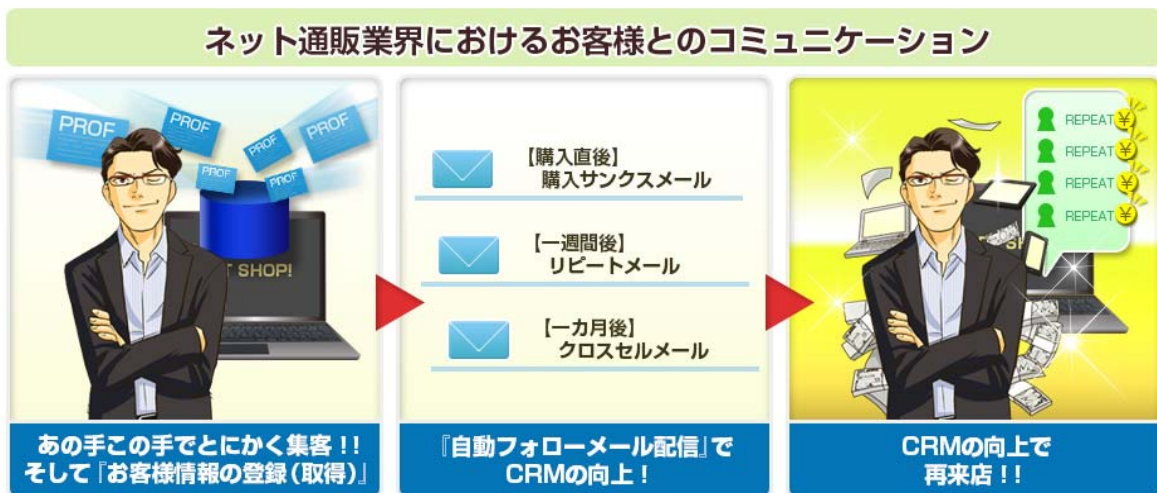 ネット通販業界におけるお客様とのコミュニケーション
PROF
PROF
PROF
PROF
PROF
T SHOP!
あの手この手でとにかく集客!!
そして『お客様情報の登録(取得)』
【購入直後】
購入サンクスメール
【一週間後】
リピートメール
【一カ月後】
クロスセルメール
『自動フォローメール配信』で
CRMの向上!
REPEAT ¥
REPEAT ¥
REPEAT ¥
REPEAT ¥
SH
CRMの向上で
再来店!!